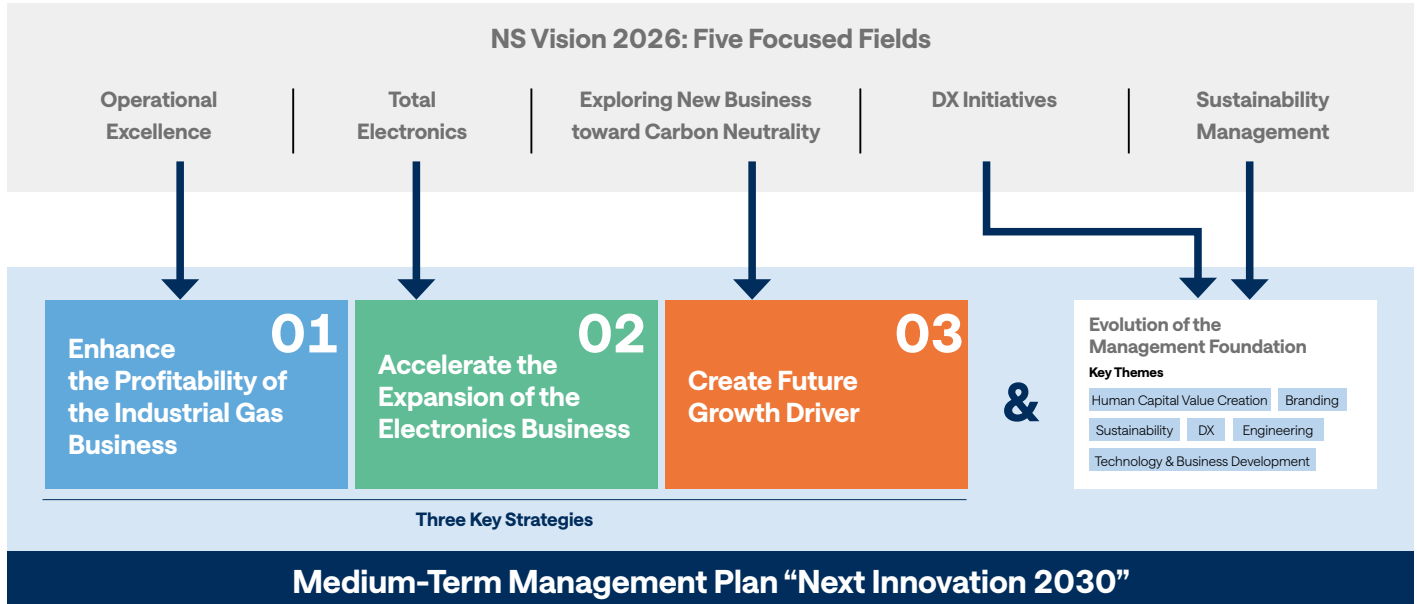 NS Vision 2026: Five Focused Fields
Operational
Excellence
Total
Electronics
Exploring New Business
toward Carbon Neutrality
DX Initiatives
Sustainability
Management
01
Enhance
the Profitability of
the Industrial Gas
Business
02
Accelerate the
Expansion of the
Electronics Business
03
Create Future
Growth Driver
&
Evolution of the
Management Foundation
Key Themes
Human Capital Value Creation Branding
Sustainability DX Engineering
Technology & Business Development
Three Key Strategies
Medium-Term Management Plan “Next Innovation 2030”